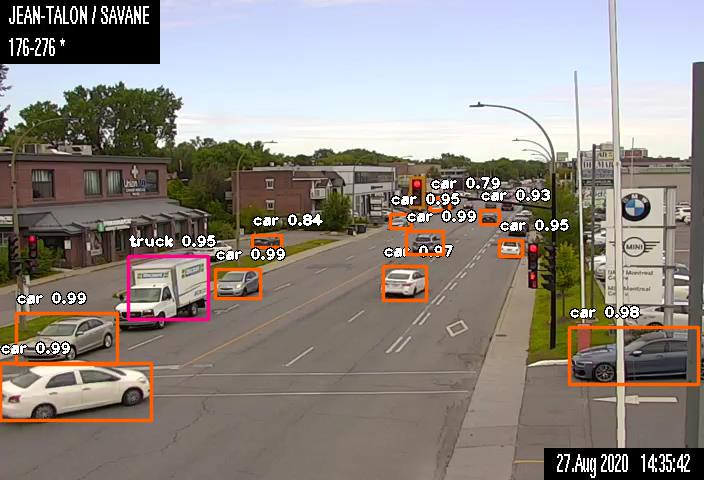 JEAN-TALON / SAVANE
176-276 *
car 0.79
car 0.93
car 0.95
car 0.84
car 0.99
car 0.95
truck 0.95
car 0.99
car 0.97
BMW
MINI
car 0.99
car 0.98
car 0.99
27.Aug 2020 14:35:42